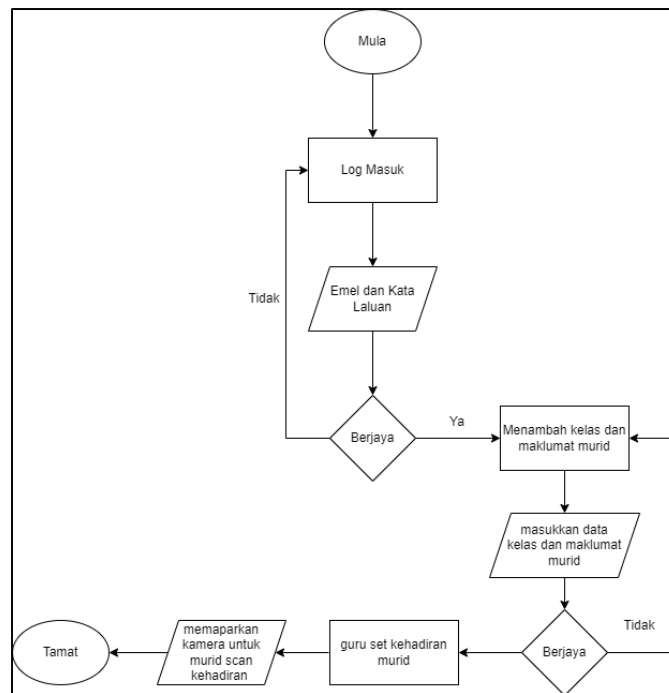 Mula
Log Masuk
Emel dan Kata
Laluan
Tidak
Berjaya
Ya
Menambah kelas dan
maklumat murid
masukkan data
kelas dan maklumat
murid
Berjaya
Tidak
guru set kehadiran
murid
memaparkan
kamera untuk
murid scan
kehadiran
Tamat